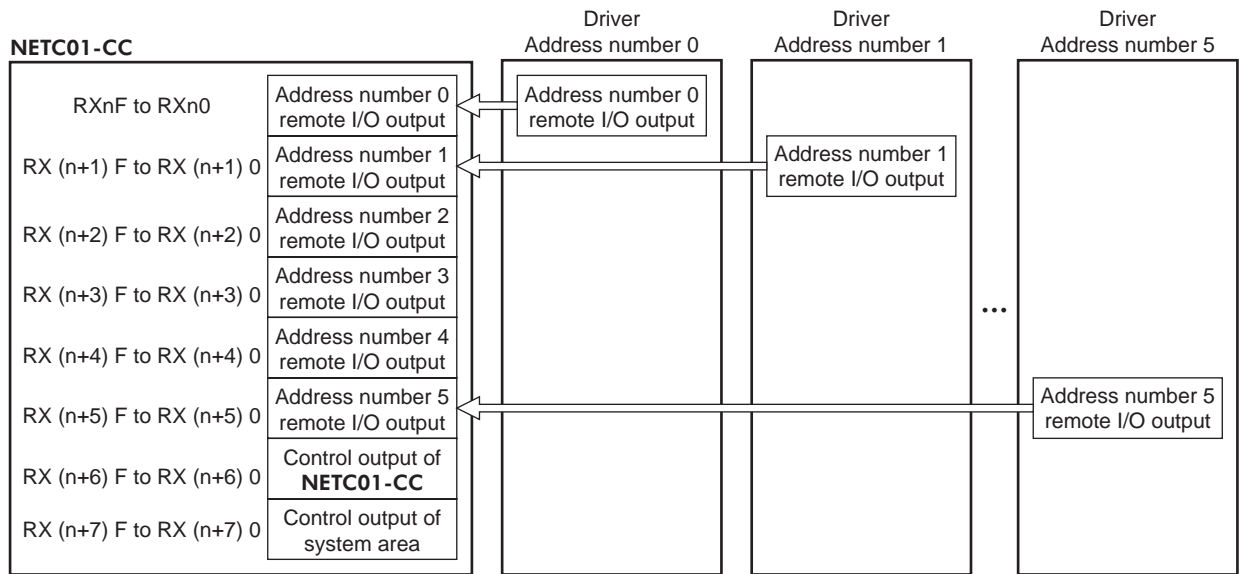 Driver
Address number 0
Driver
Address number 1
Driver
Address number 5
NETC01-CC
RXnF to RXn0
Address number 0
remote I/O output
Address number 0
remote I/O output
RX (n+1) F to RX (n+1) 0
Address number 1
remote I/O output
Address number 1
remote I/O output
RX (n+2) F to RX (n+2) 0
Address number 2
remote I/O output
RX (n+3) F to RX (n+3) 0
Address number 3
remote I/O output
...
RX (n+4) F to RX (n+4) 0
Address number 4
remote I/O output
RX (n+5) F to RX (n+5) 0
Address number 5
remote I/O output
Address number 5
remote I/O output
RX (n+6) F to RX (n+6) 0
Control output of
NETC01-CC
RX (n+7) F to RX (n+7) 0
Control output of
system area